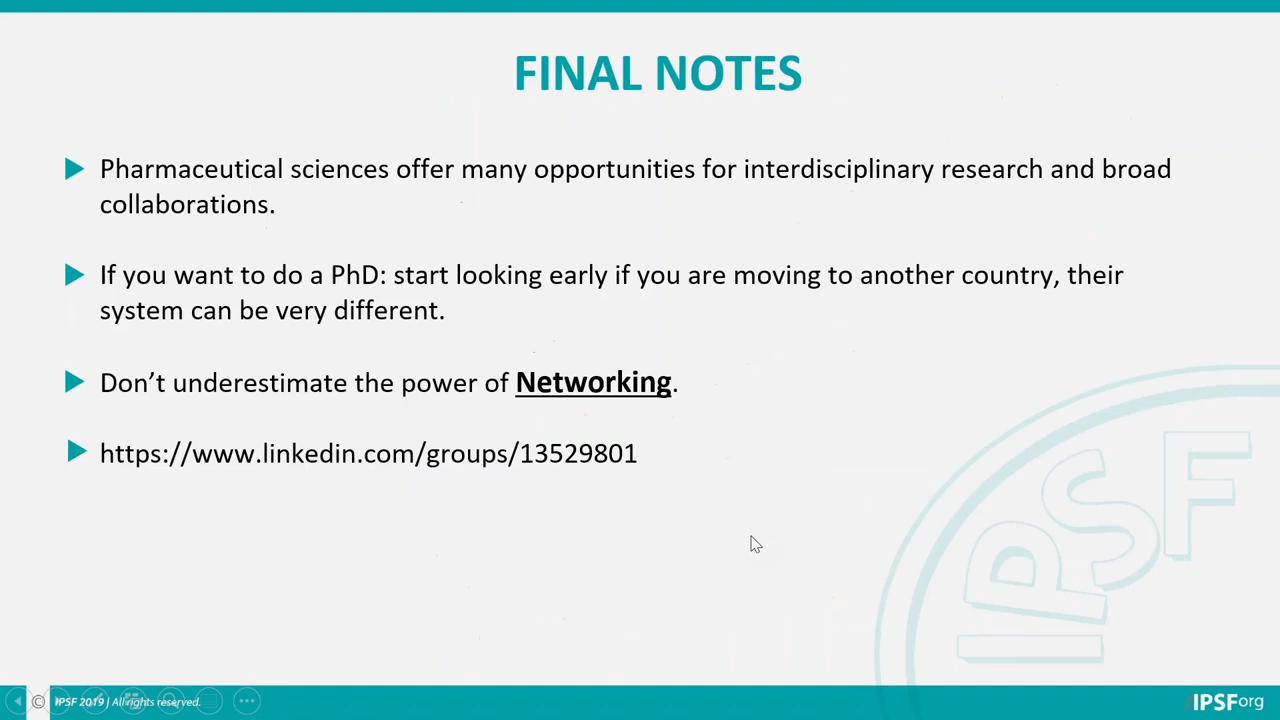 FINAL NOTES
Pharmaceutical sciences offer many opportunities for interdisciplinary research and broad
collaborations.
If you want to do a PhD: start looking early if you are moving to another country, their
system can be very different.
Don’t underestimate the power of Networking.
https://www.linkedin.com/groups/13529801
IPSF
© IPSF 2019 | All rights reserved.
/IPSForg